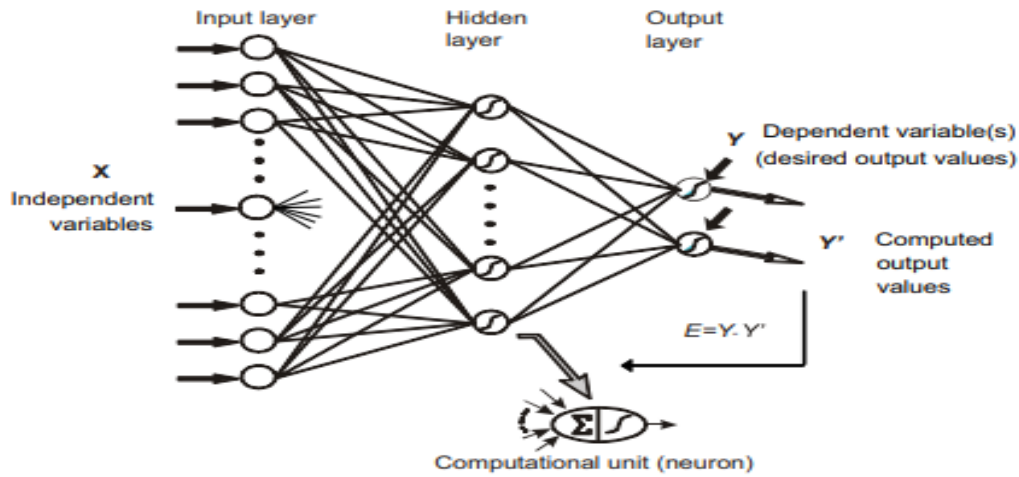 Input layer
Hidden
layer
Output
layer
X
Independent
variables
Y
Dependent variable(s)
(desired output values)
Y'
Computed
output
values
E=Y-Y'
Σ
Computational unit (neuron)